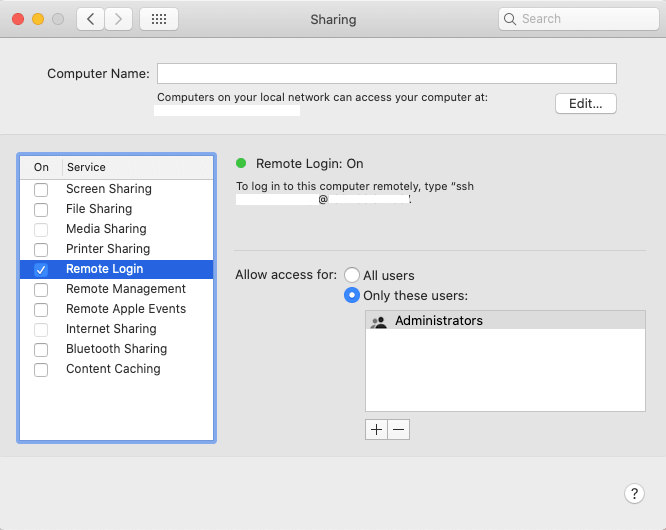 Sharing
Search
Computer Name:
Computers on your local network can access your computer at:
Edit...
On Service
Screen Sharing
File Sharing
Media Sharing
Printer Sharing
Remote Login
Remote Management
Remote Apple Events
Internet Sharing
Bluetooth Sharing
Content Caching
Remote Login: On
To log in to this computer remotely, type “ssh
@ ”.
Allow access for:
All users
Only these users:
Administrators
+ −
?